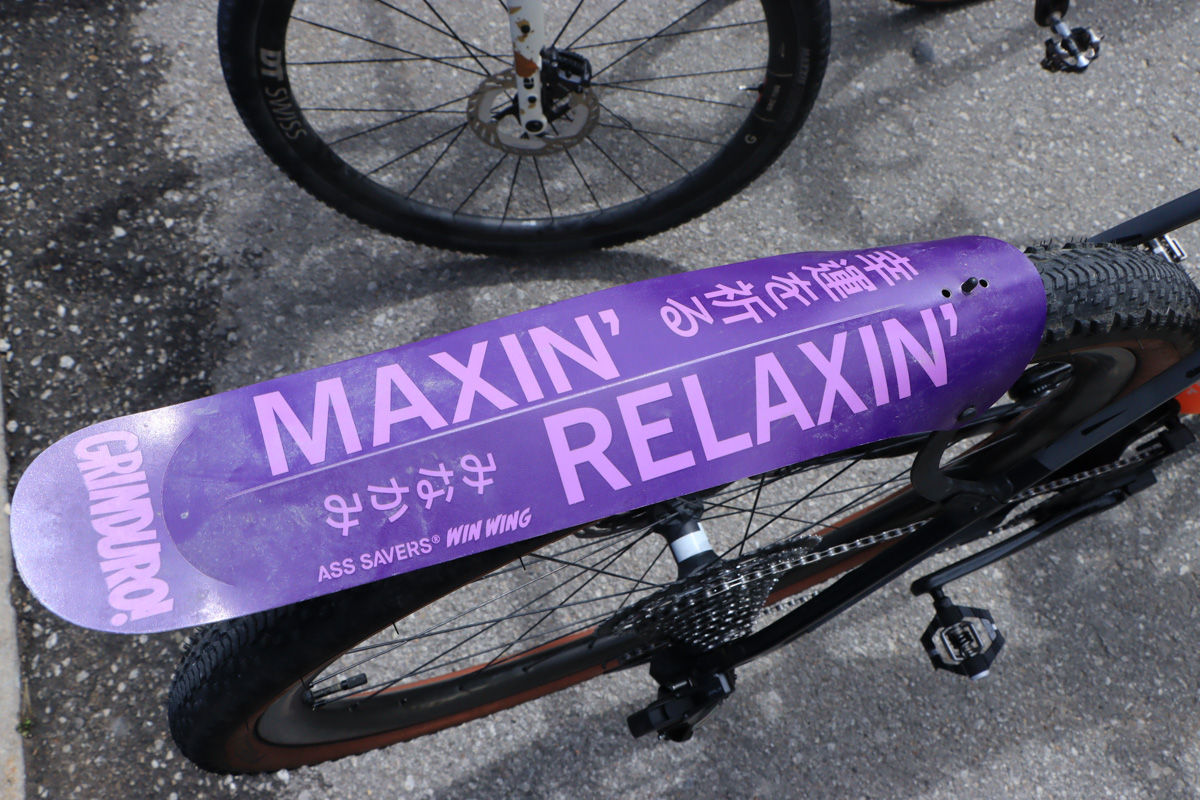 DT SWISS
幸運を祈る
MAXIN'
RELAXIN'
みなかみ
ASS SAVERS® WIN WING
GRINDURO!